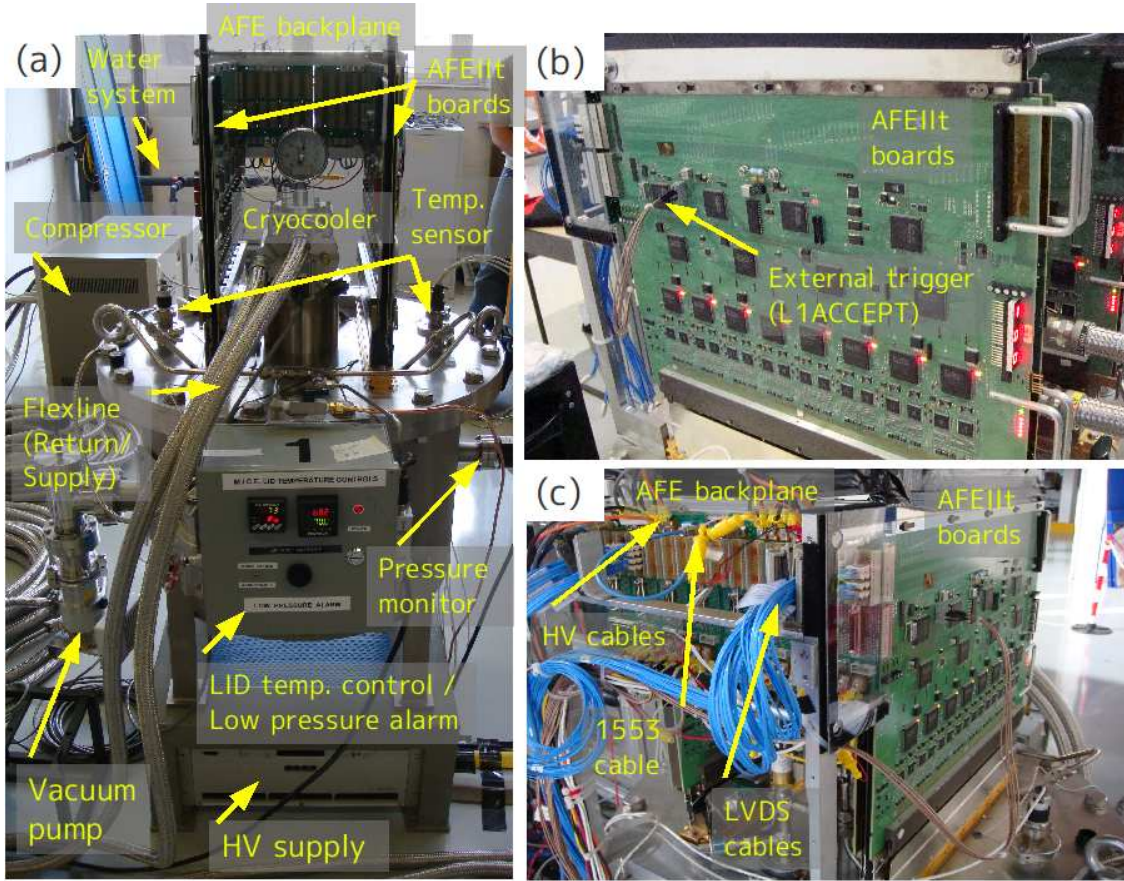 (a)
AFE backplane
Water
system
AFEIIt
boards
Compressor
Cryocooler
Temp.
sensor
Flexline
(Return/
Supply)
1
M.I.C.E. LID TEMPERATURE CONTROLS
Pressure
monitor
LOW PRESSURE ALARM
LID temp. control /
Low pressure alarm
Vacuum
pump
HV supply
(b)
AFEIIt
boards
External trigger
(L1ACCEPT)
(c)
AFE backplane
AFEIIt
boards
HV cables
1553
cable
LVDS
cables